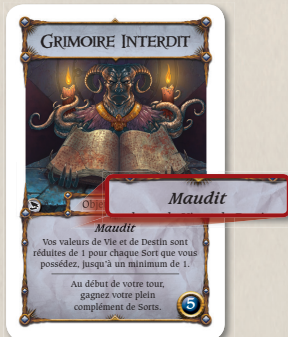 GRIMOIRE INTERDIT
Obje
Maudit
Maudit
Vos valeurs de Vie et de Destin sont
réduites de 1 pour chaque Sort que vous
possédez, jusqu'à un minimum de 1.
Au début de votre tour,
gagnez votre plein
complément de Sorts.
5